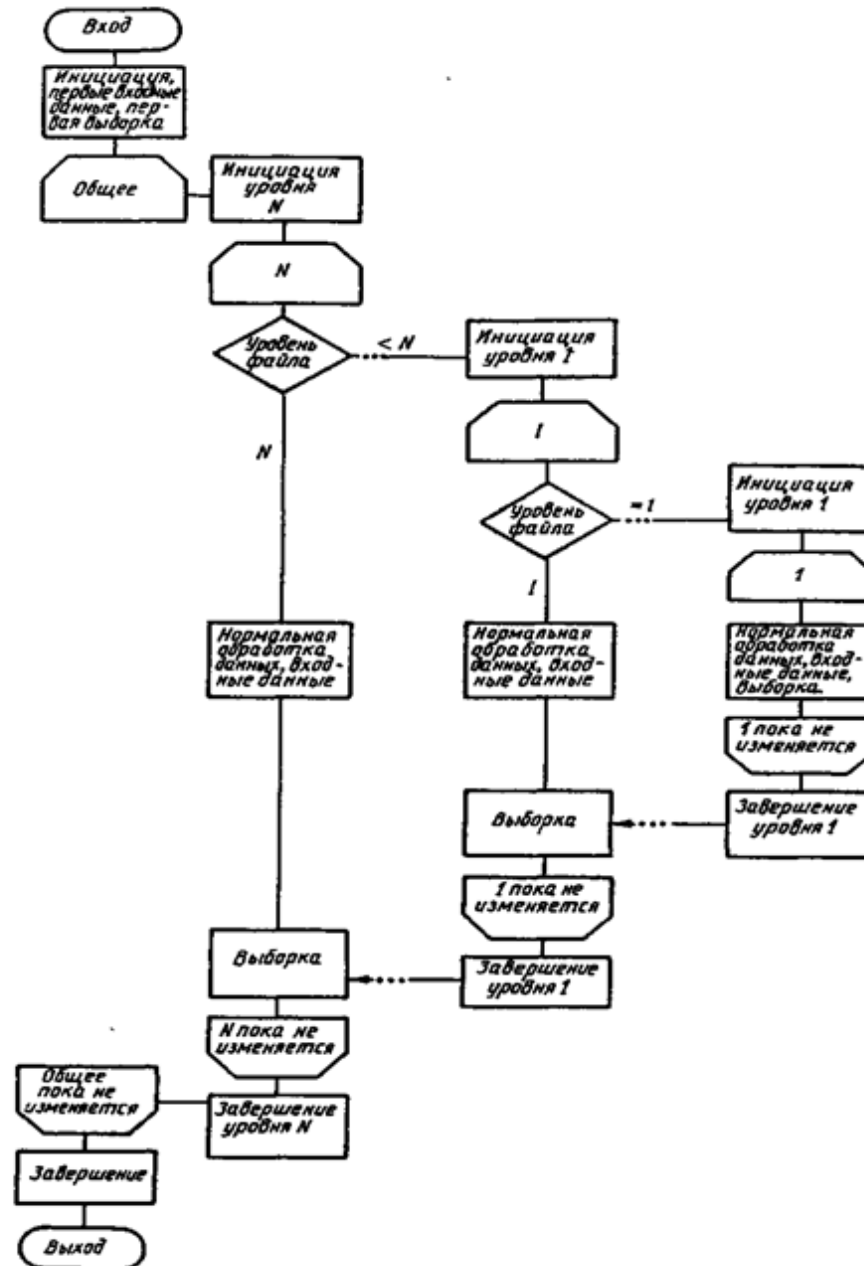 Вход
Инициация,
первые входные
данные, пер-
вая выборка
Общее
Инициация
уровня
N
N
Уровень
файла
< N
N
Инициация
уровня I
I
Уровень
файла
=1
I
Инициация
уровня 1
1
Нормальная
обработка
данных, вход-
ные данные
Нормальная
обработка
данных, вход-
ные данные
Нормальная
обработка
данных, вход-
ные данные,
выборка.
1 пока не
изменяется
Завершение
уровня 1
Выборка
1 пока не
изменяется
Завершение
уровня 1
Выборка
N пока не
изменяется
Завершение
уровня N
Общее
пока не
изменяется
Завершение
Выход